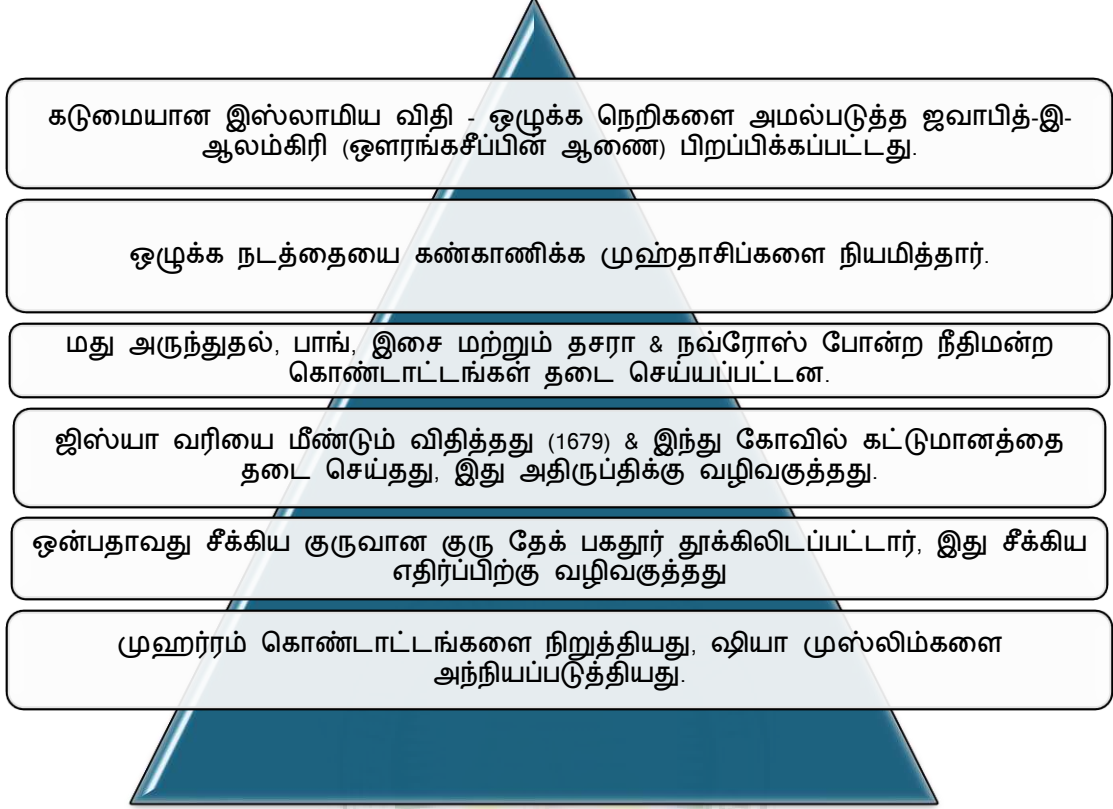 கடுமையான இஸ்லாமிய விதி - ஒழுக்க நெறிகளை அமல்படுத்த ஜவாபித்-இ-
ஆலம்கிரி (ஔரங்கசீப்பின் ஆணை) பிறப்பிக்கப்பட்டது.
ஒழுக்க நடத்தையை கண்காணிக்க முஹ்தாசிப்களை நியமித்தார்.
மது அருந்துதல், பாங், இசை மற்றும் தசரா & நவ்ரோஸ் போன்ற நீதிமன்ற
கொண்டாட்டங்கள் தடை செய்யப்பட்டன.
ஜிஸ்யா வரியை மீண்டும் விதித்தது (1679) & இந்து கோவில் கட்டுமானத்தை
தடை செய்தது, இது அதிருப்திக்கு வழிவகுத்தது.
ஒன்பதாவது சீக்கிய குருவான குரு தேக் பகதூர் தூக்கிலிடப்பட்டார், இது சீக்கிய
எதிர்ப்பிற்கு வழிவகுத்தது
முஹர்ரம் கொண்டாட்டங்களை நிறுத்தியது, ஷியா முஸ்லிம்களை
அந்நியப்படுத்தியது.